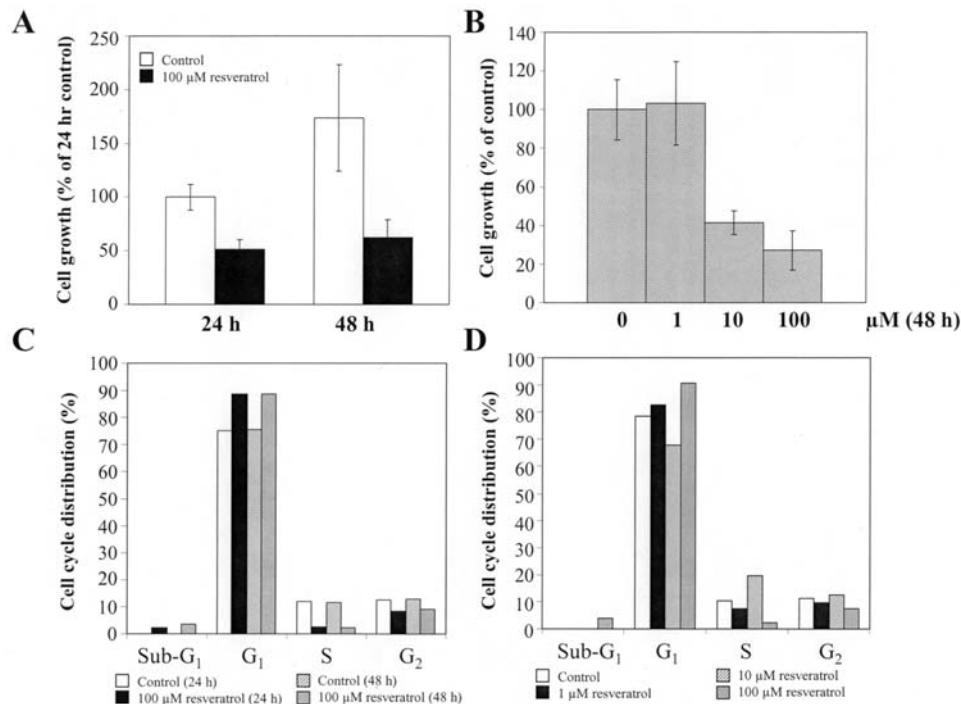 A
Cell growth (% of 24 hr control)
250
200
150
100
50
0
Control
100 µM resveratrol
24 h
48 h
B
Cell growth (% of control)
140
120
100
80
60
40
20
0
0
1
10
100
µM (48 h)
C
Cell cycle distribution (%)
100
90
80
70
60
50
40
30
20
10
0
Sub-G1
G1
S
G2
Control (24 h)
Control (48 h)
100 µM resveratrol (24 h)
100 µM resveratrol (48 h)
D
Cell cycle distribution (%)
100
90
80
70
60
50
40
30
20
10
0
Sub-G1
G1
S
G2
Control
10 µM resveratrol
1 µM resveratrol
100 µM resveratrol